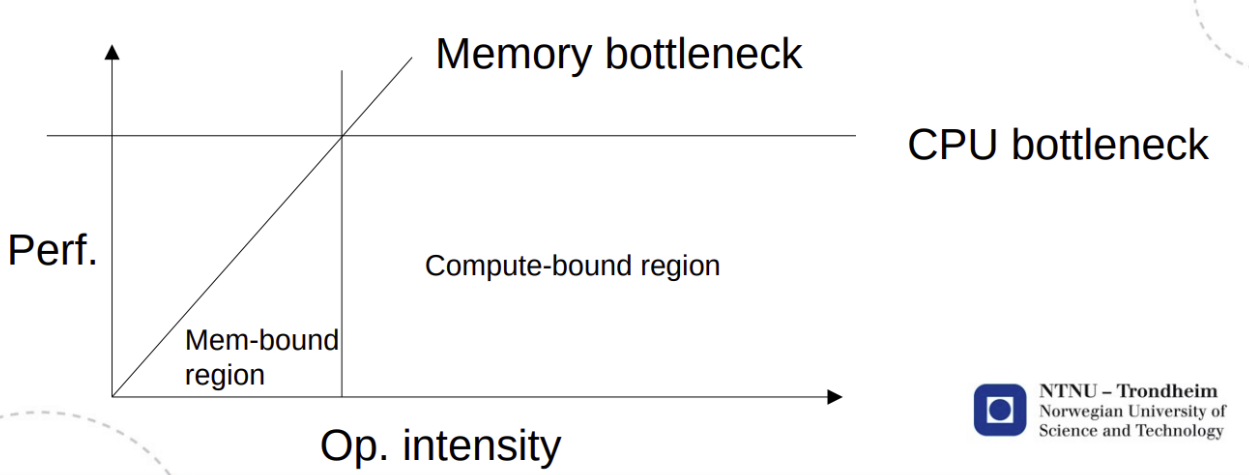 Memory bottleneck
CPU bottleneck
Perf.
Compute-bound region
Mem-bound
region
Op. intensity
NTNU – Trondheim
Norwegian University of
Science and Technology